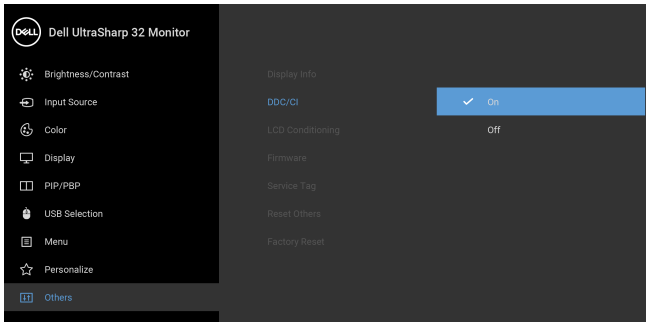 DELL Dell UltraSharp 32 Monitor
Brightness/Contrast
Display Info
Input Source
DDC/CI
On
Color
LCD Conditioning
Off
Display
Firmware
PIP/PBP
Service Tag
USB Selection
Reset Others
Menu
Factory Reset
Personalize
Others